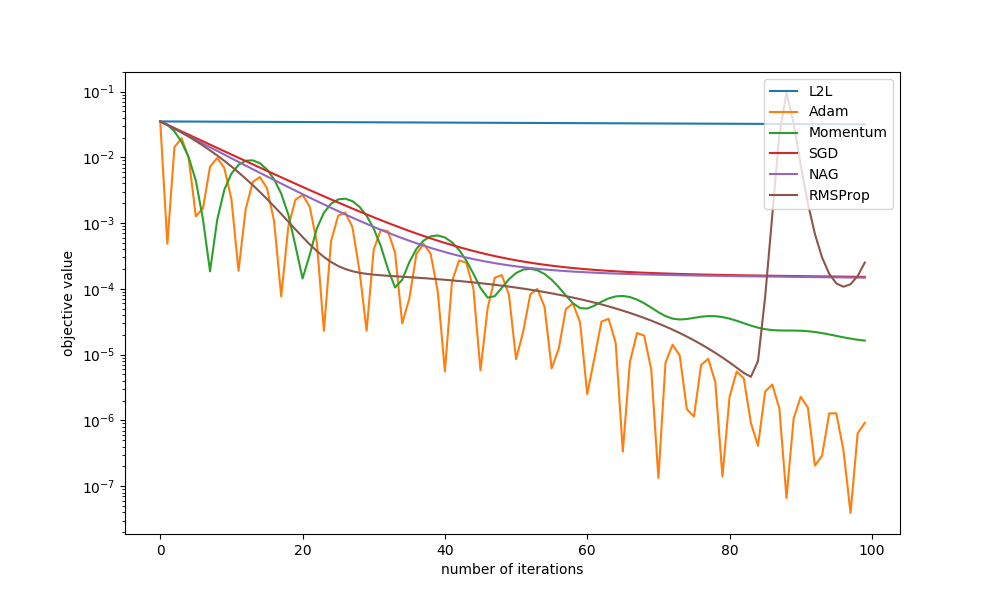 10⁻¹
10⁻²
10⁻³
10⁻⁴
10⁻⁵
10⁻⁶
10⁻⁷
objective value
0 20 40 60 80 100
number of iterations
L2L
Adam
Momentum
SGD
NAG
RMSProp